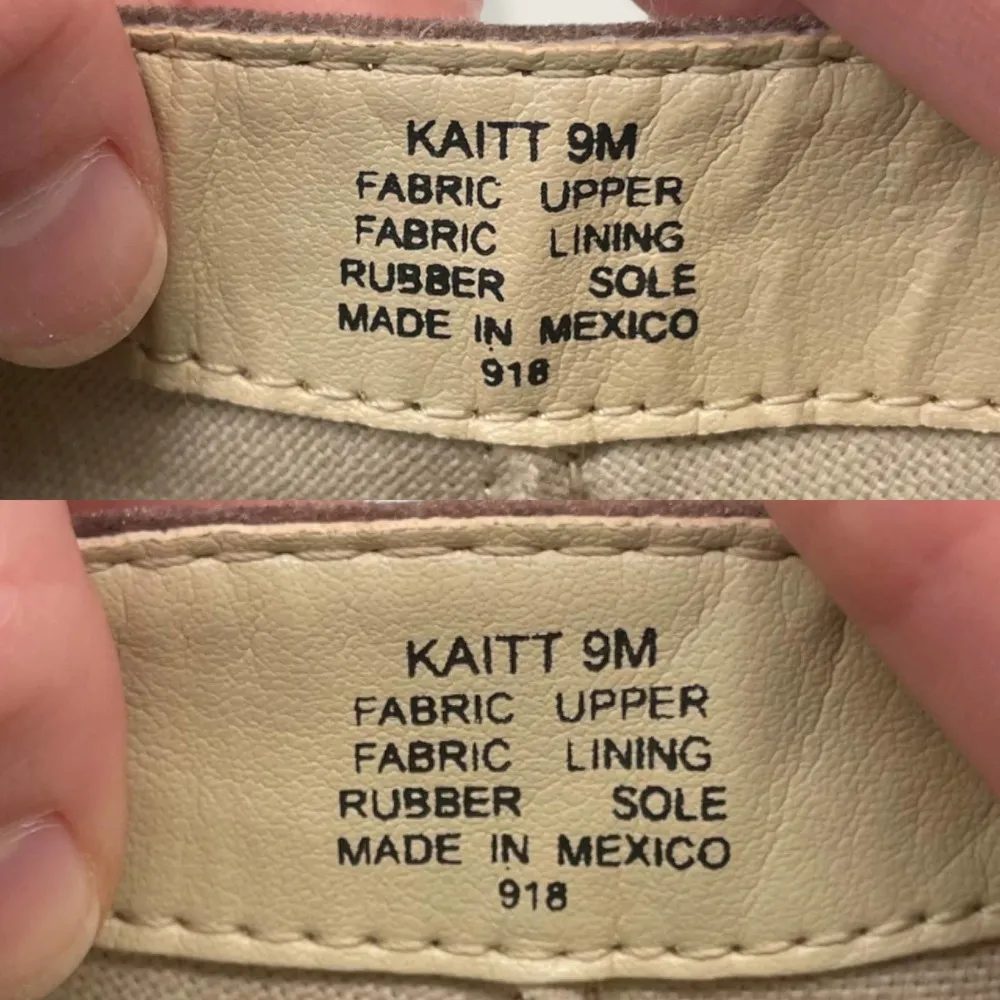 KAITT 9M
FABRIC UPPER
FABRIC LINING
RUBBER SOLE
MADE IN MEXICO
918
KAITT 9M
FABRIC UPPER
FABRIC LINING
RUBBER SOLE
MADE IN MEXICO
918